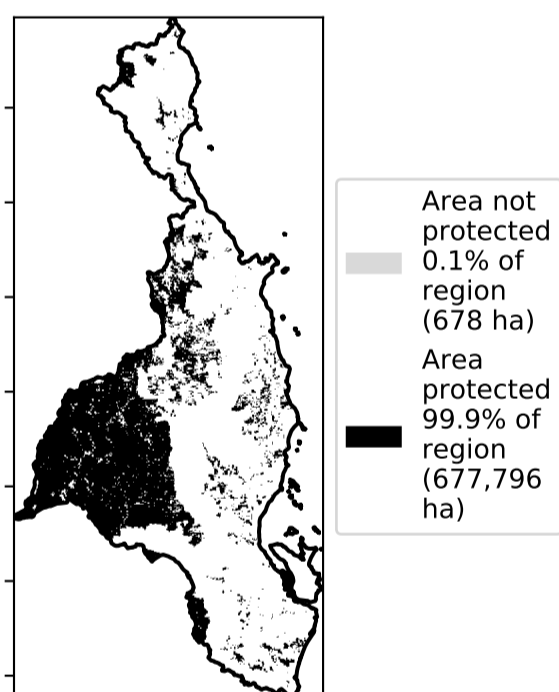 Area not
protected
0.1% of
region
(678 ha)
Area
protected
99.9% of
region
(677,796
ha)